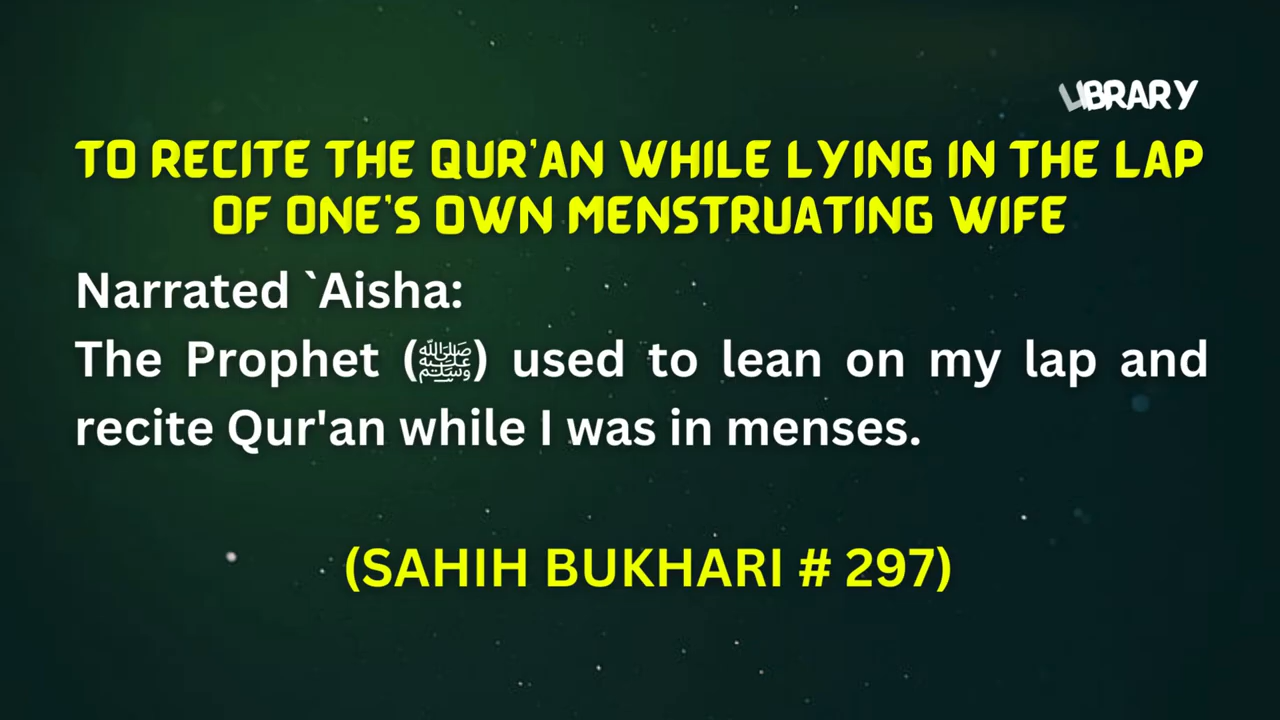 LIBRARY
TO RECITE THE QUR'AN WHILE LYING IN THE LAP
OF ONE'S OWN MENSTRUATING WIFE
Narrated `Aisha:
The Prophet (ﷺ) used to lean on my lap and
recite Qur'an while I was in menses.
(SAHIH BUKHARI # 297)